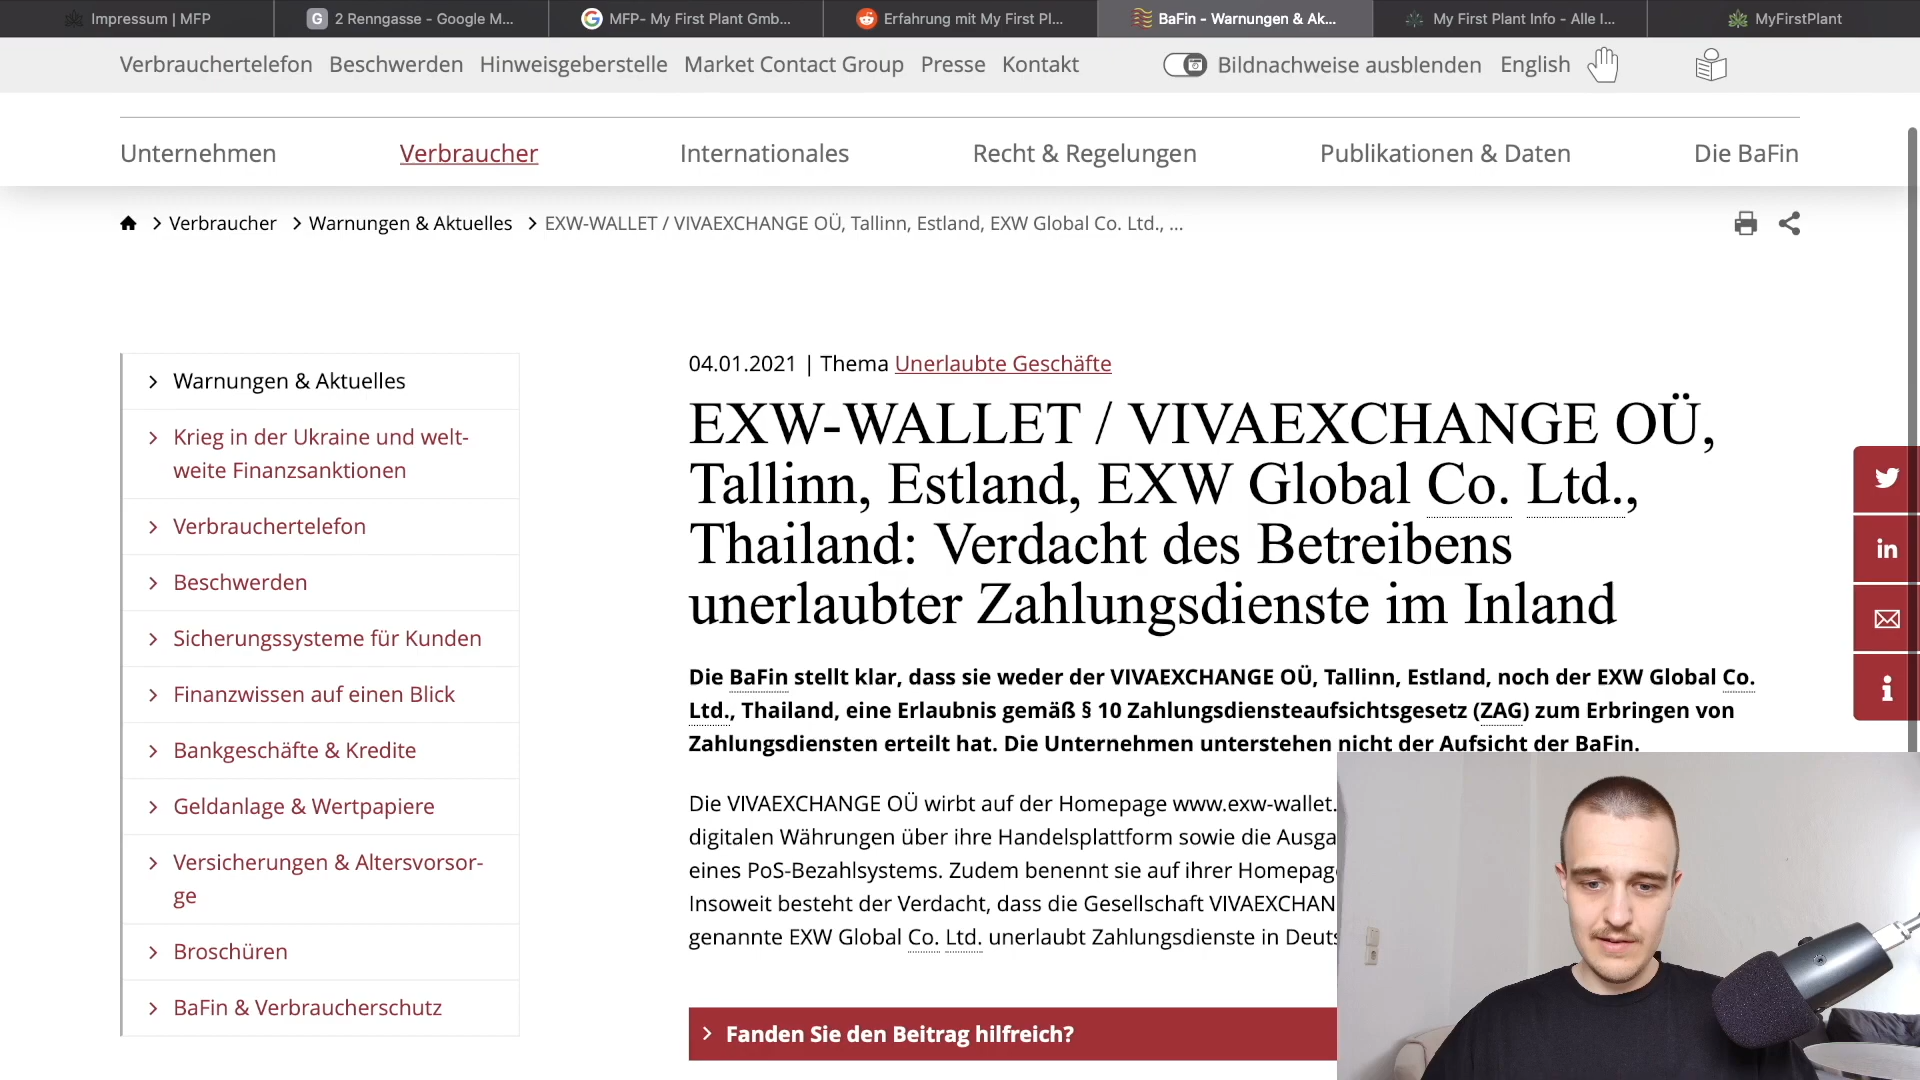 Impressum | MFP
2 Renngasse - Google M...
MFP- My First Plant Gmb...
Erfahrung mit My First Pl...
BaFin - Warnungen & Ak...
My First Plant Info - Alle I...
MyFirstPlant
Verbrauchertelefon Beschwerden Hinweisgeberstelle Market Contact Group Presse Kontakt Bildnachweise ausblenden English
Unternehmen Verbraucher Internationales Recht & Regelungen Publikationen & Daten Die BaFin
Verbraucher Warnungen & Aktuelles EXW-WALLET / VIVAEXCHANGE OÜ, Tallinn, Estland, EXW Global Co. Ltd., ...
Warnungen & Aktuelles
Krieg in der Ukraine und welt-
weite Finanzsanktionen
Verbrauchertelefon
Beschwerden
Sicherungssysteme für Kunden
Finanzwissen auf einen Blick
Bankgeschäfte & Kredite
Geldanlage & Wertpapiere
Versicherungen & Altersvorsor-
ge
Broschüren
BaFin & Verbraucherschutz
04.01.2021 | Thema Unerlaubte Geschäfte
EXW-WALLET / VIVAEXCHANGE OÜ,
Tallinn, Estland, EXW Global Co. Ltd.,
Thailand: Verdacht des Betreibens
unerlaubter Zahlungsdienste im Inland
Die BaFin stellt klar, dass sie weder der VIVAEXCHANGE OÜ, Tallinn, Estland, noch der EXW Global Co.
Ltd., Thailand, eine Erlaubnis gemäß § 10 Zahlungsdiensteaufsichtsgesetz (ZAG) zum Erbringen von
Zahlungsdiensten erteilt hat. Die Unternehmen unterstehen nicht der Aufsicht der BaFin.
Die VIVAEXCHANGE OÜ wirbt auf der Homepage www.exw-wallet.
digitalen Währungen über ihre Handelsplattform sowie die Ausga
eines PoS-Bezahlsystems. Zudem benennt sie auf ihrer Homepage
Insoweit besteht der Verdacht, dass die Gesellschaft VIVAEXCHAN
genannte EXW Global Co. Ltd. unerlaubt Zahlungsdienste in Deuts
Fanden Sie den Beitrag hilfreich?